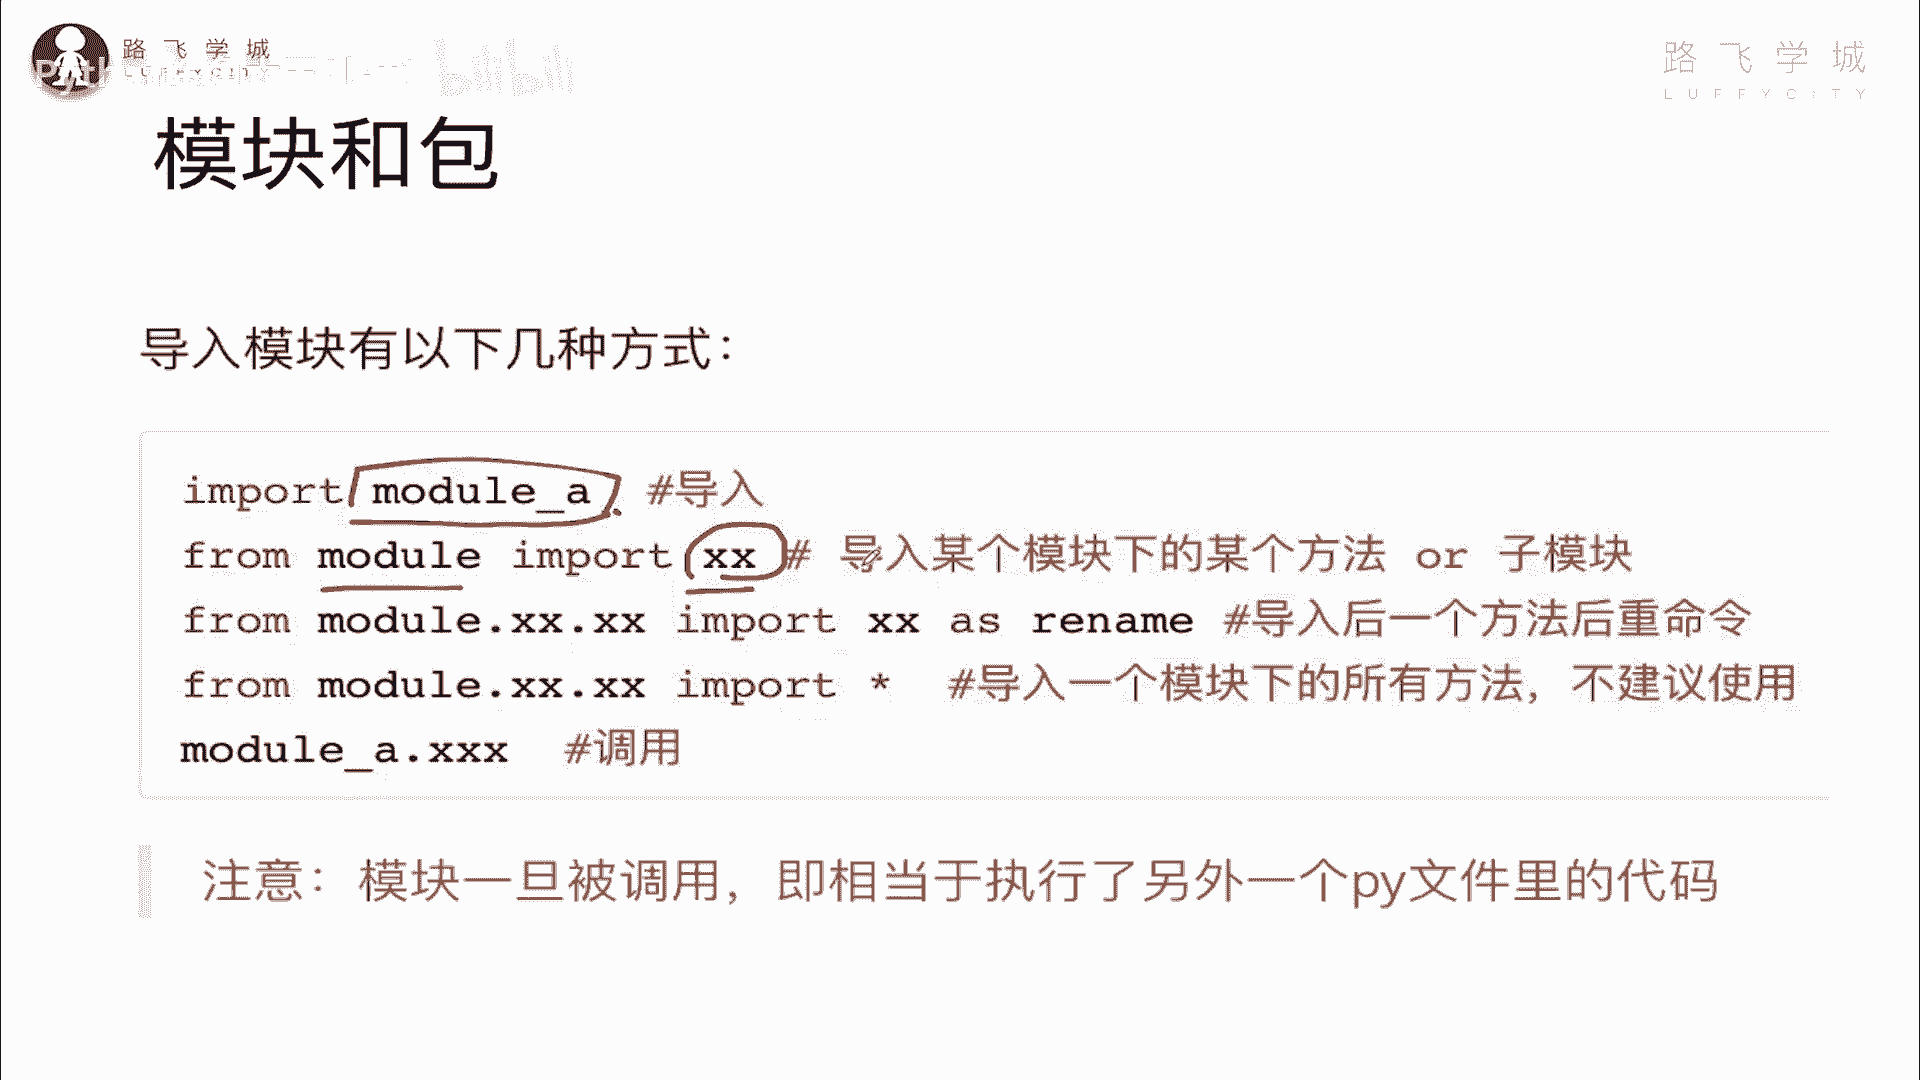 路飞学城
bilibili
路飞学城
LUFFYCITY
模块和包
导入模块有以下几种方式：
import module_a #导入
from module import xx # 导入某个模块下的某个方法 or 子模块
from module.xx.xx import xx as rename #导入后一个方法后重命令
from module.xx.xx import * #导入一个模块下的所有方法，不建议使用
module_a.xxx #调用
注意：模块一旦被调用，即相当于执行了另外一个py文件里的代码